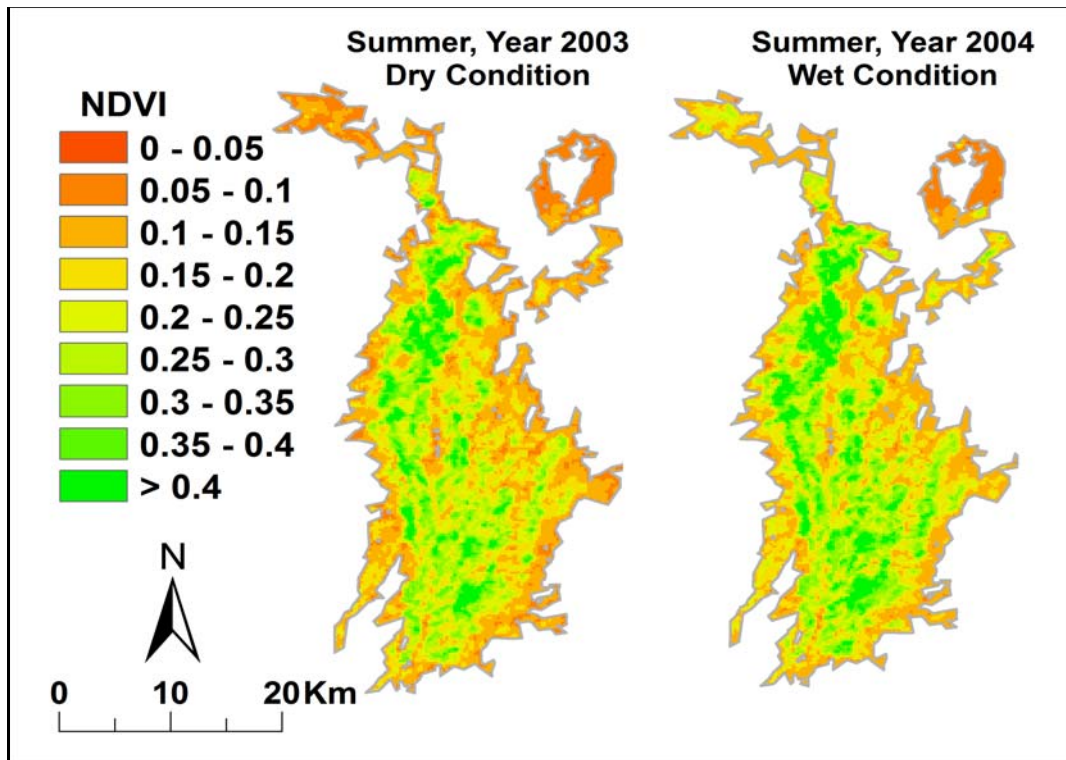 Summer, Year 2003
Dry Condition
Summer, Year 2004
Wet Condition
NDVI
0 - 0.05
0.05 - 0.1
0.1 - 0.15
0.15 - 0.2
0.2 - 0.25
0.25 - 0.3
0.3 - 0.35
0.35 - 0.4
> 0.4
N
0 10 20 Km